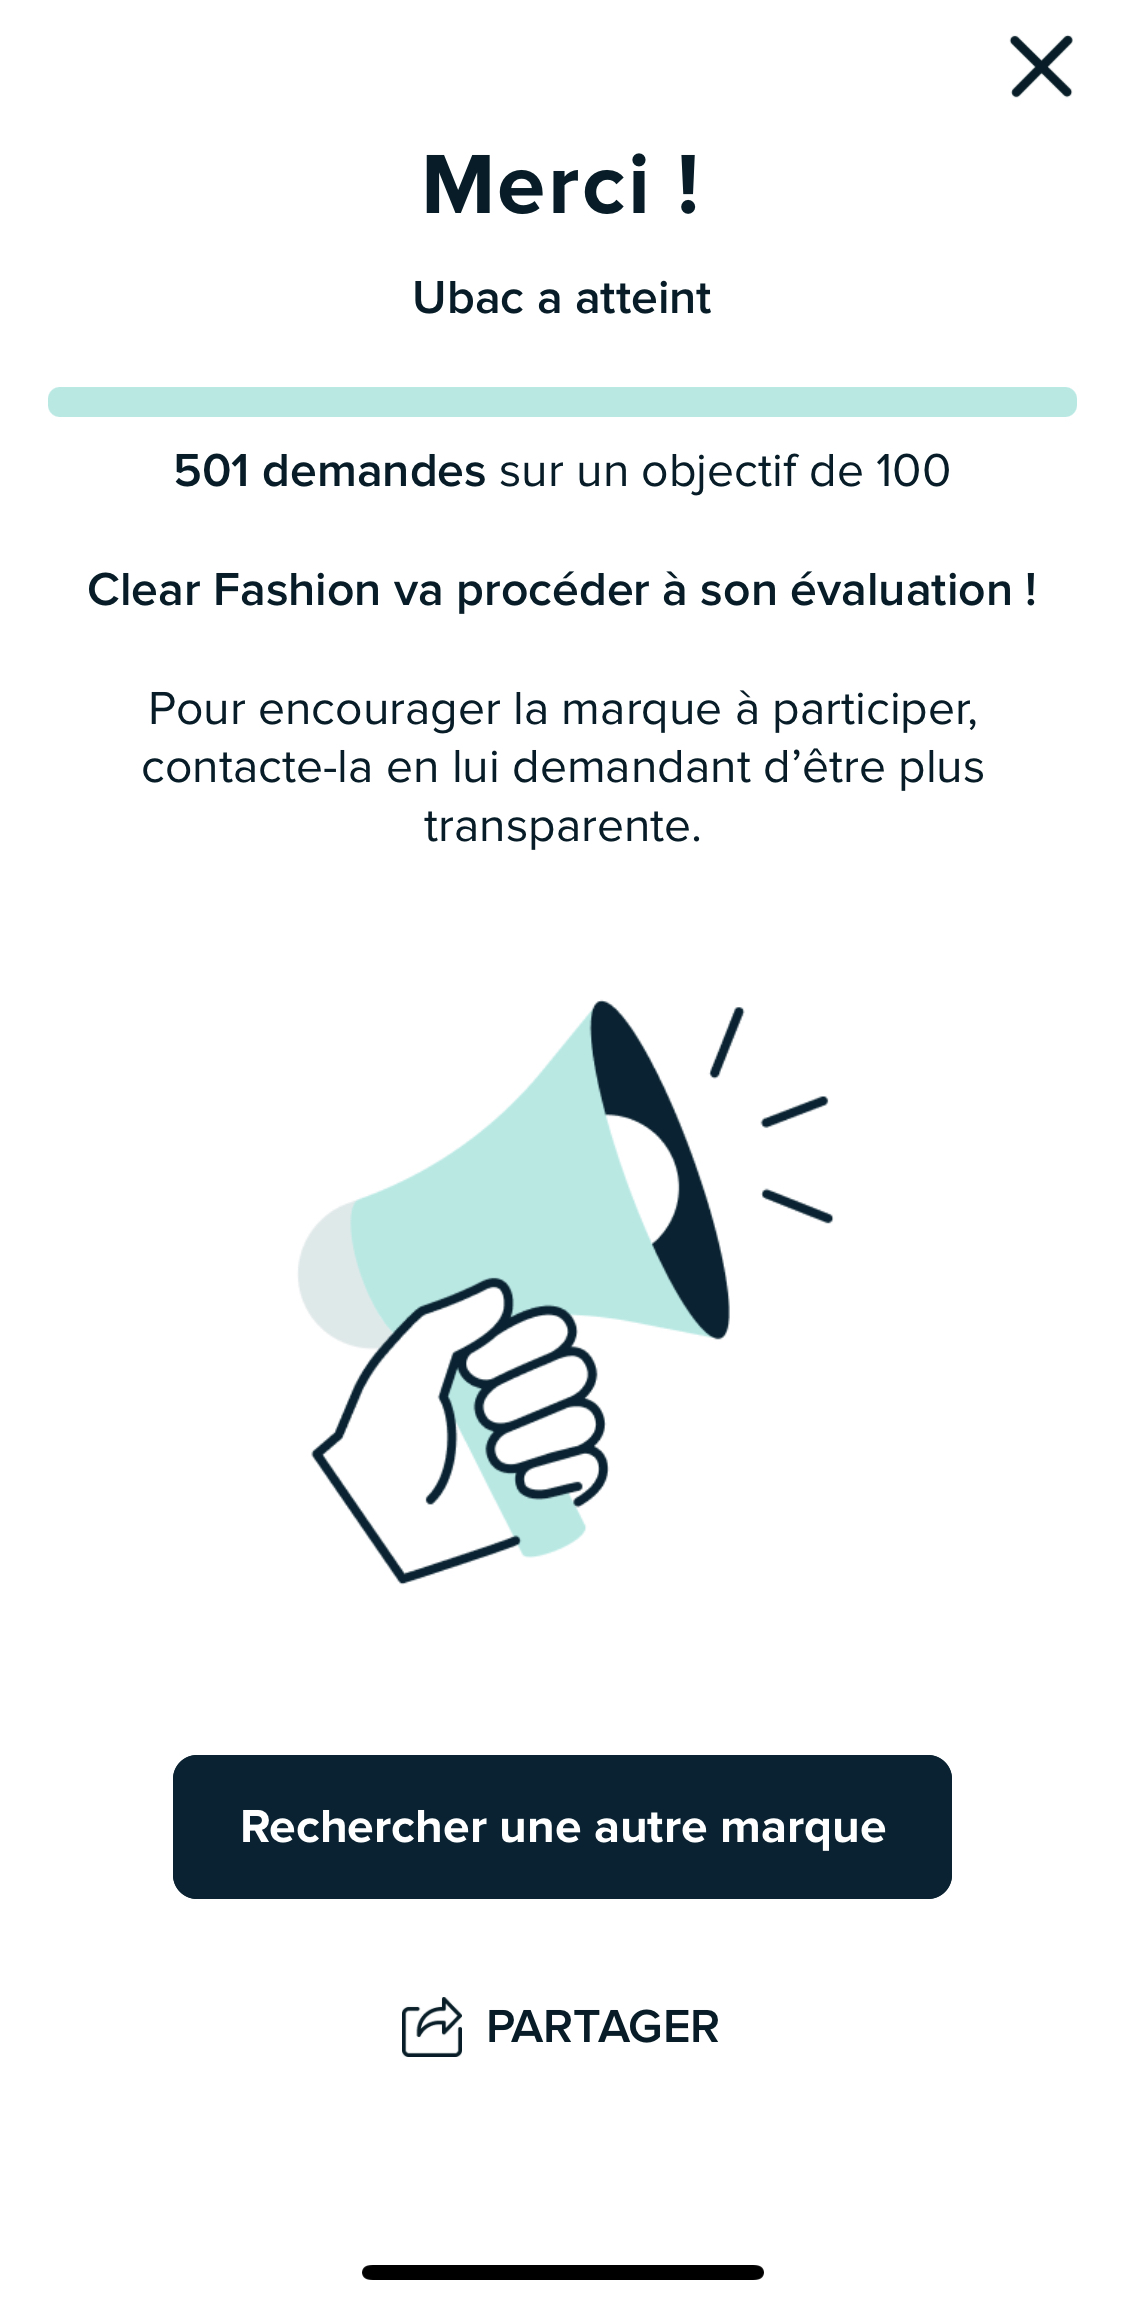 Merci !
Ubac a atteint
501 demandes sur un objectif de 100
Clear Fashion va procéder à son évaluation !
Pour encourager la marque à participer,
contacte-la en lui demandant d’être plus
transparente.
Rechercher une autre marque
PARTAGER